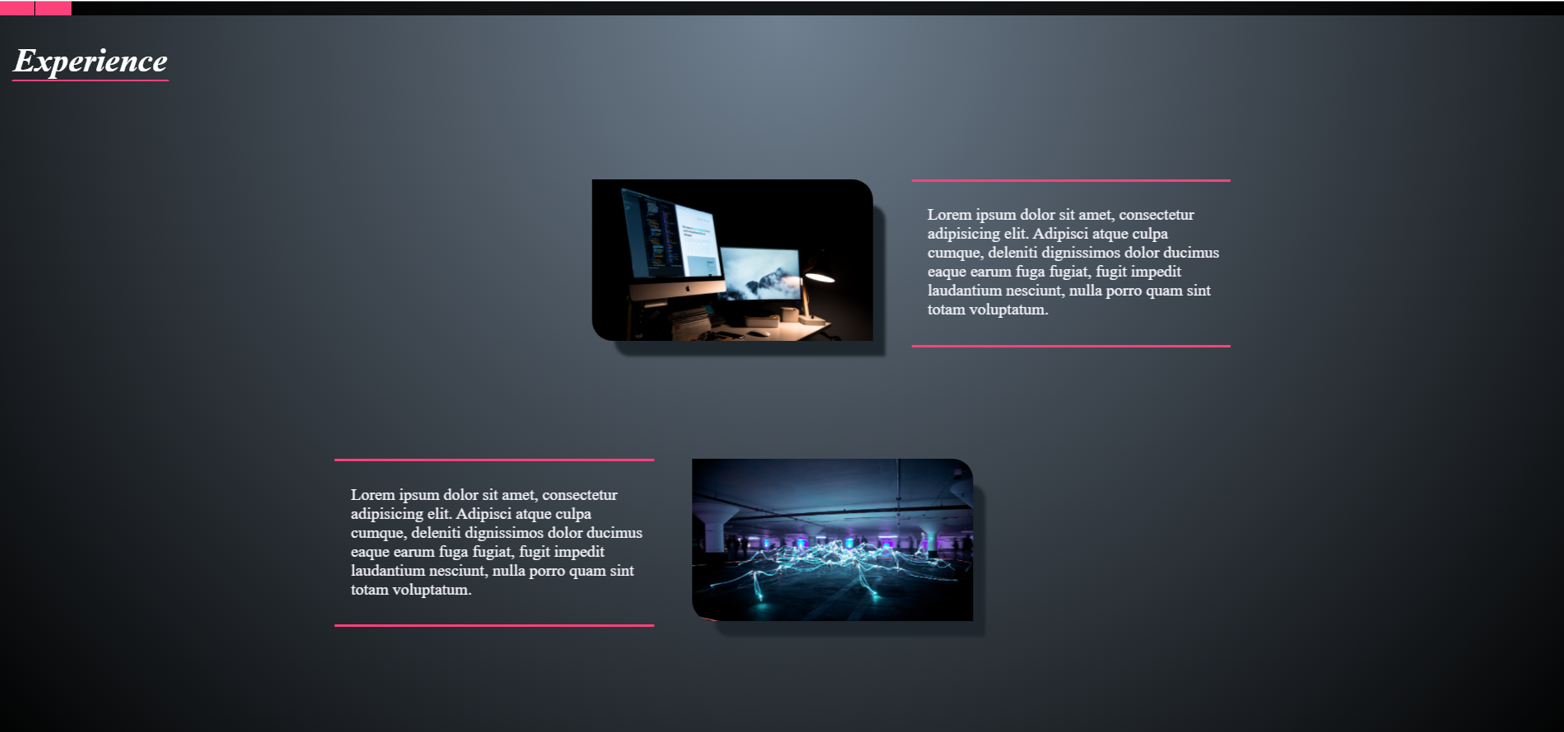 Experience
Lorem ipsum dolor sit amet, consectetur
adipisicing elit. Adipisci atque culpa
cumque, deleniti dignissimos dolor ducimus
eaque earum fuga fugiat, fugit impedit
laudantium nesciunt, nulla porro quam sint
totam voluptatum.
Lorem ipsum dolor sit amet, consectetur
adipisicing elit. Adipisci atque culpa
cumque, deleniti dignissimos dolor ducimus
eaque earum fuga fugiat, fugit impedit
laudantium nesciunt, nulla porro quam sint
totam voluptatum.